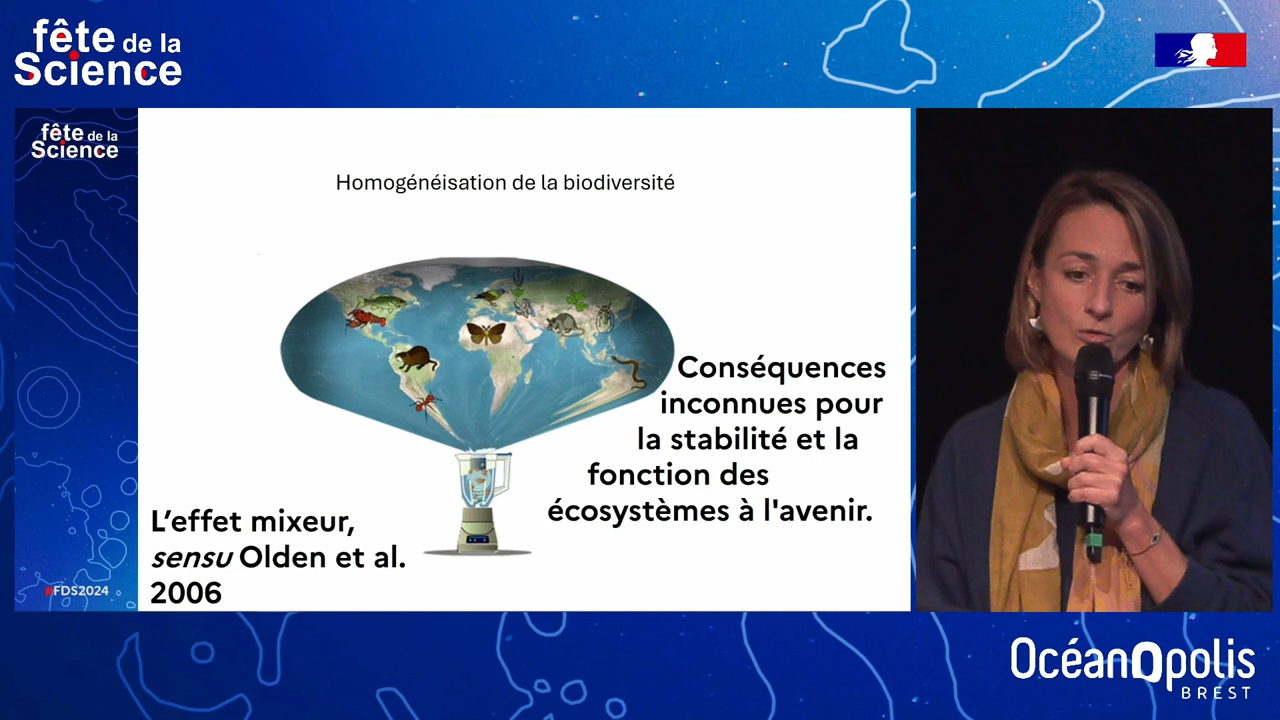 fête de la
Science
fête de la
Science
Homogénéisation de la biodiversité
Conséquences
inconnues pour
la stabilité et la
fonction des
écosystèmes à l'avenir.
L'effet mixeur,
sensu Olden et al.
2006
#FDS2024
OcéanOpolis
BREST